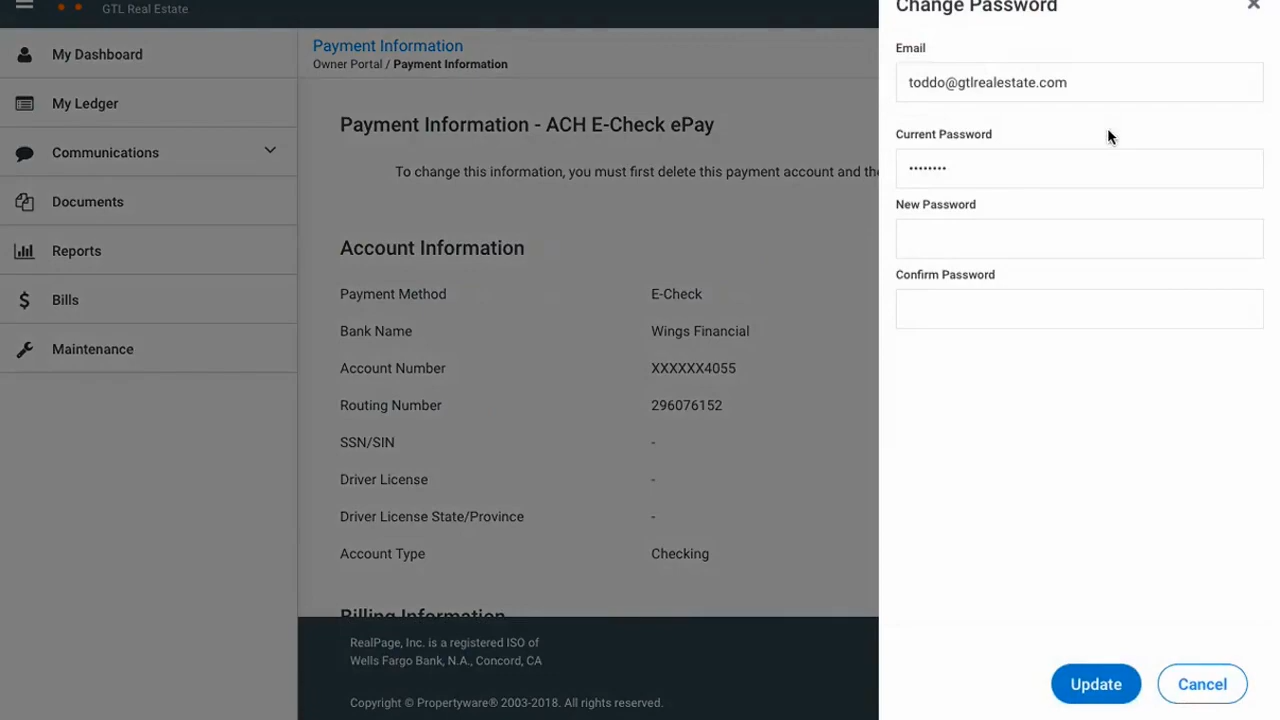 GTL Real Estate
My Dashboard
My Ledger
Communications
Documents
Reports
Bills
Maintenance
Payment Information
Owner Portal / Payment Information
Payment Information - ACH E-Check ePay
To change this information, you must first delete this payment account and the
Account Information
Payment Method E-Check
Bank Name Wings Financial
Account Number XXXXXX4055
Routing Number 296076152
SSN/SIN -
Driver License -
Driver License State/Province -
Account Type Checking
Billing Information
RealPage, Inc. is a registered ISO of
Wells Fargo Bank, N.A., Concord, CA
Copyright © Propertyware® 2003-2018. All rights reserved.
Change Password
Email
toddo@gtlrealestate.com
Current Password
••••••••
New Password
Confirm Password
Update Cancel